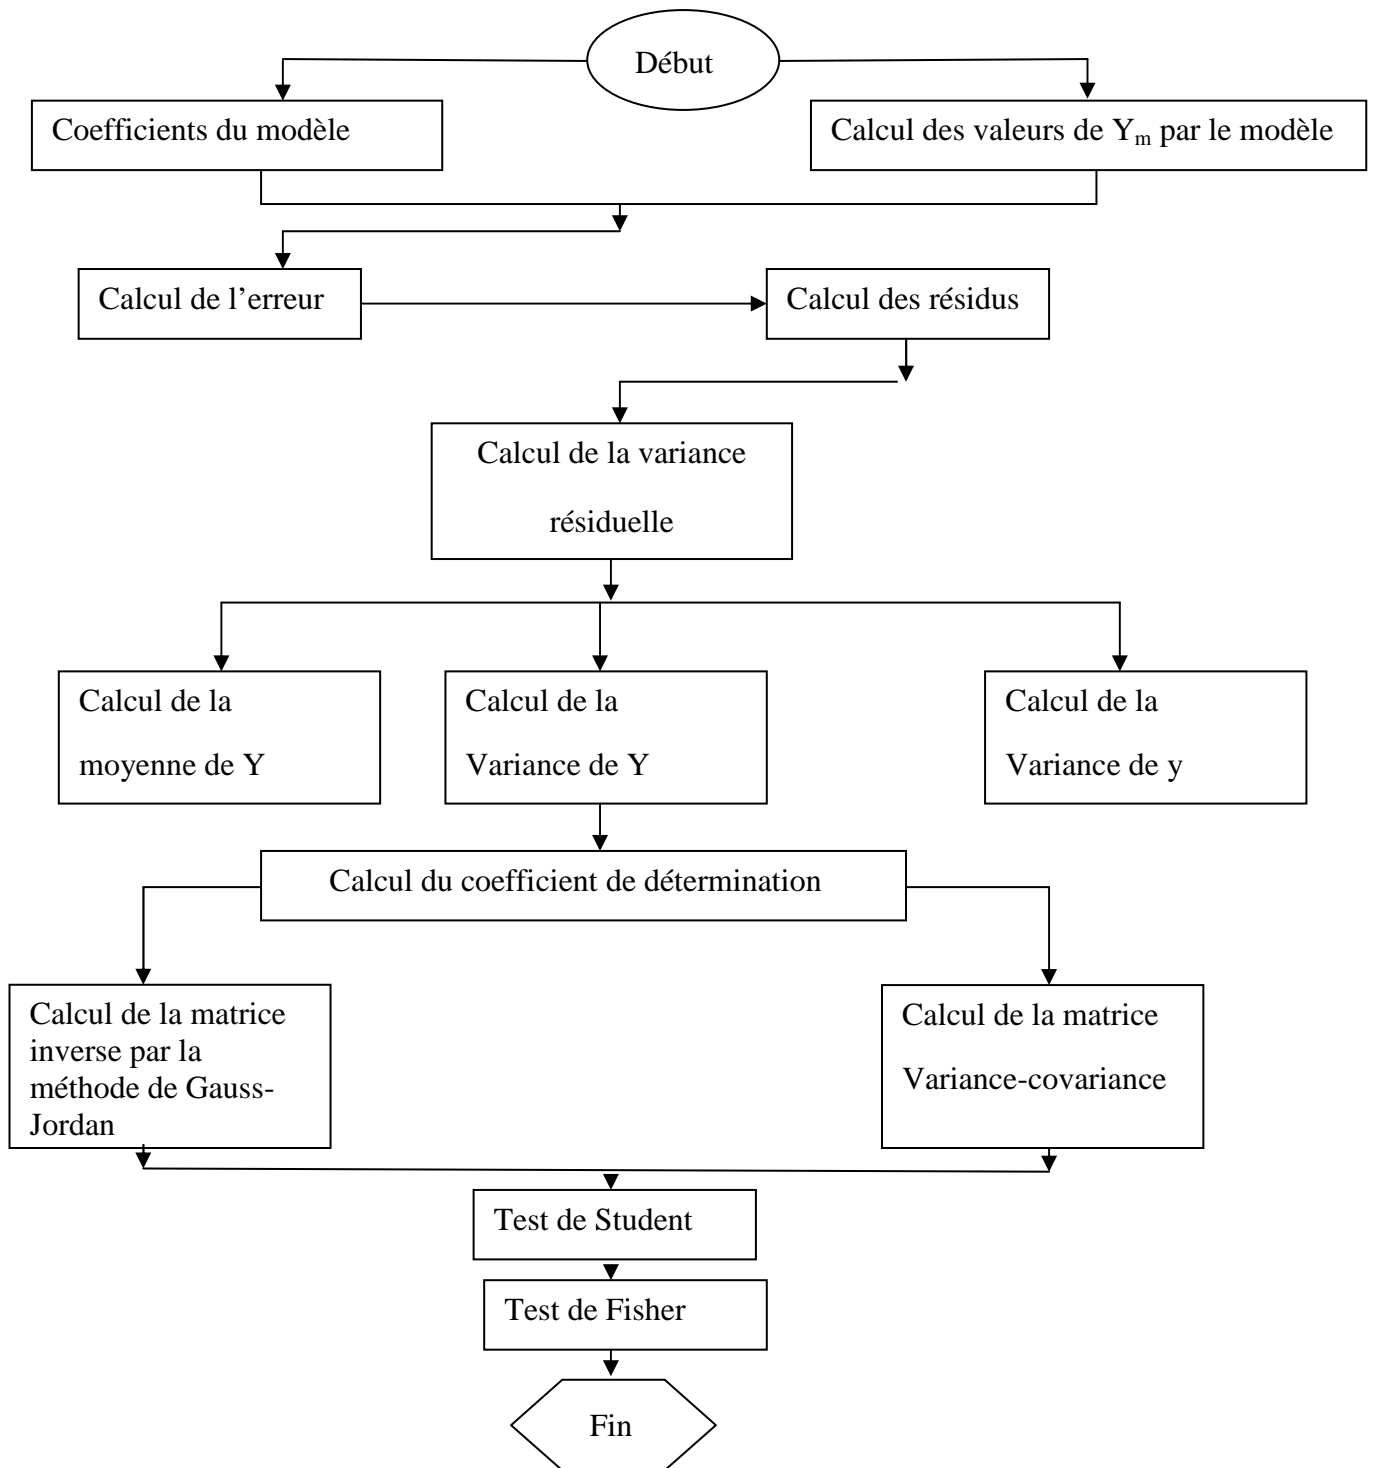 Début
Coefficients du modèle
Calcul des valeurs de Yₘ par le modèle
Calcul de l’erreur
Calcul des résidus
Calcul de la variance
résiduelle
Calcul de la
moyenne de Y
Calcul de la
Variance de Y
Calcul de la
Variance de y
Calcul du coefficient de détermination
Calcul de la matrice
inverse par la
méthode de Gauss-
Jordan
Calcul de la matrice
Variance-covariance
Test de Student
Test de Fisher
Fin